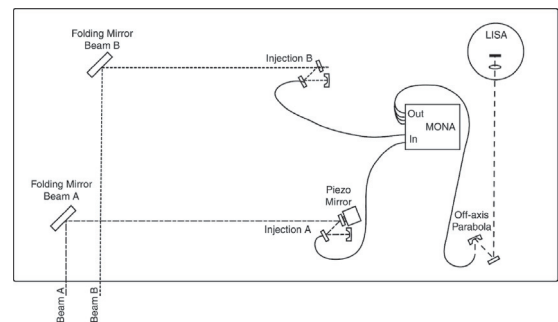 Folding Mirror
Beam B
Injection B
LISA
Out
MONA
In
Folding Mirror
Beam A
Piezo
Mirror
Injection A
Off-axis
Parabola
Beam A
Beam B